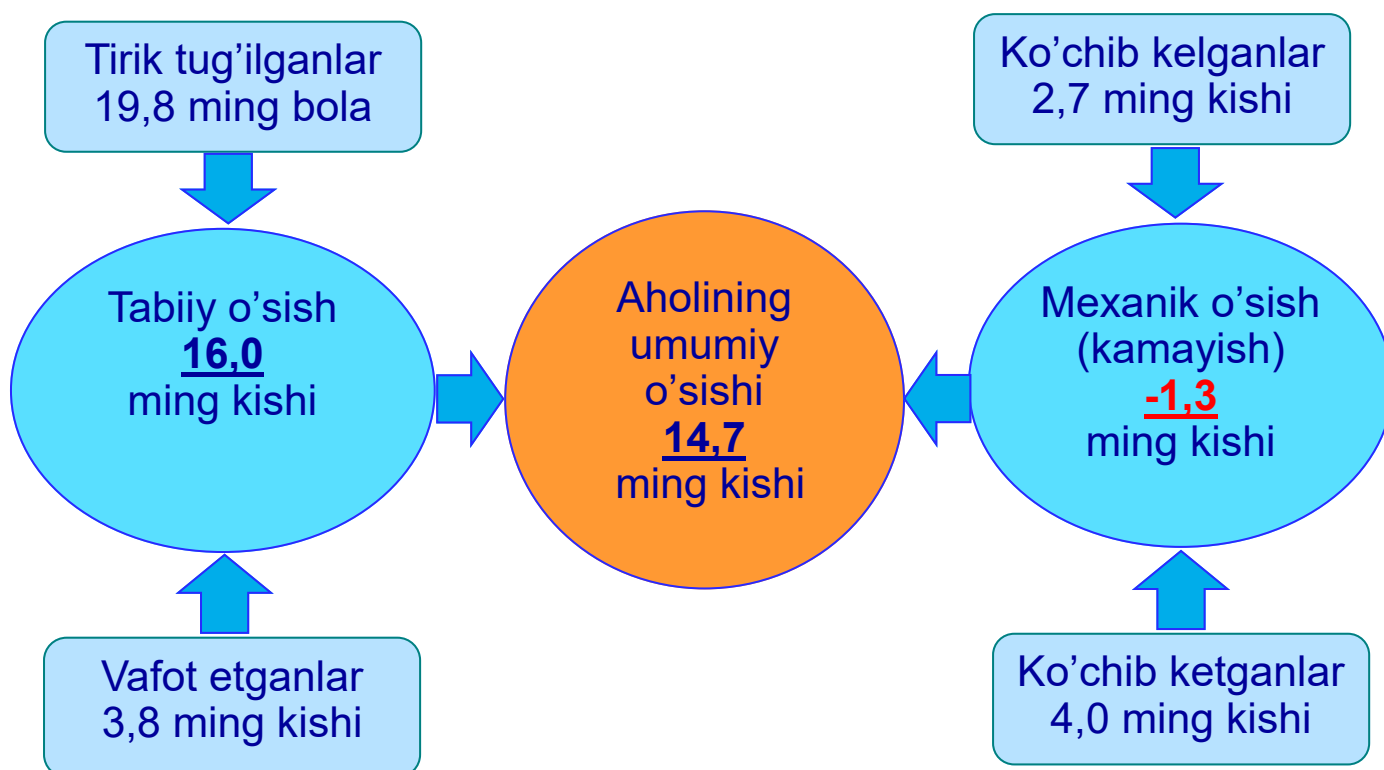 Tirik tug’ilganlar
19,8 ming bola
Ko’chib kelganlar
2,7 ming kishi
Tabiiy o’sish
16,0
ming kishi
Aholining
umumiy
o’sishi
14,7
ming kishi
Mexanik o’sish
(kamayish)
-1,3
ming kishi
Vafot etganlar
3,8 ming kishi
Ko’chib ketganlar
4,0 ming kishi